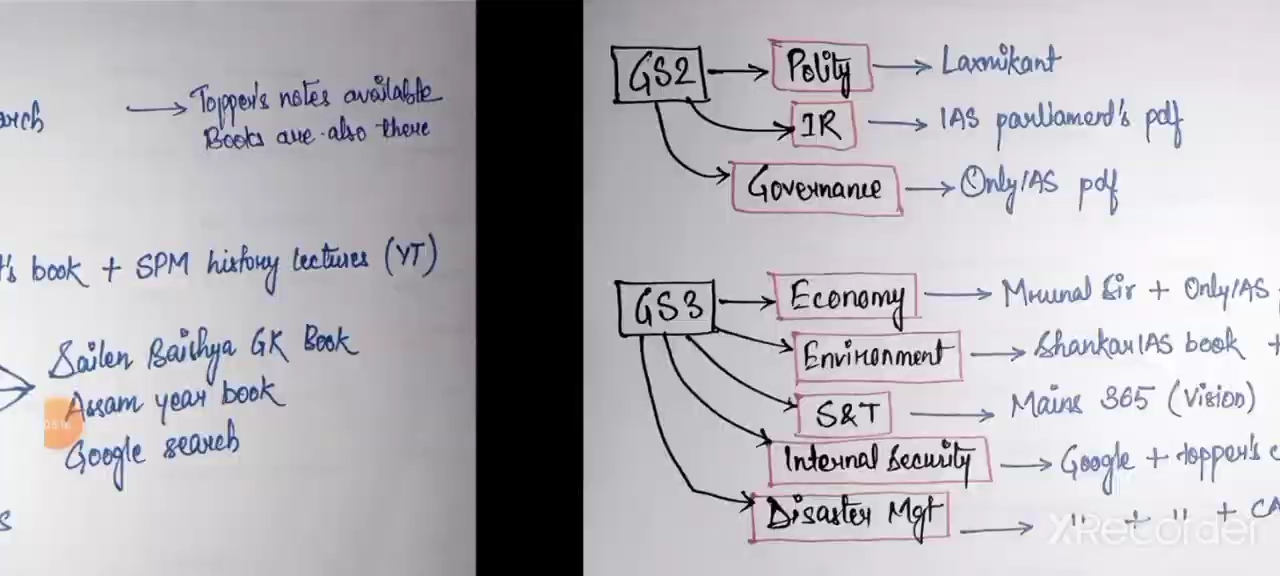 arch → Topper's notes available
Books are also there
t's book + SPM history lectures (YT)
Sailen Baishya GK Book
Assam year book
Google search
s
GS2 → Polity → Laxmikant
IR → IAS parliament's pdf
Governance → OnlyIAS pdf
GS3 → Economy → Mrunal Sir + OnlyIAS
Environment → ShankarIAS book +
S&T → Mains 365 (Vision)
Internal Security → Google + topper's c
Disaster Mgt → " + " + CA
XRecorder